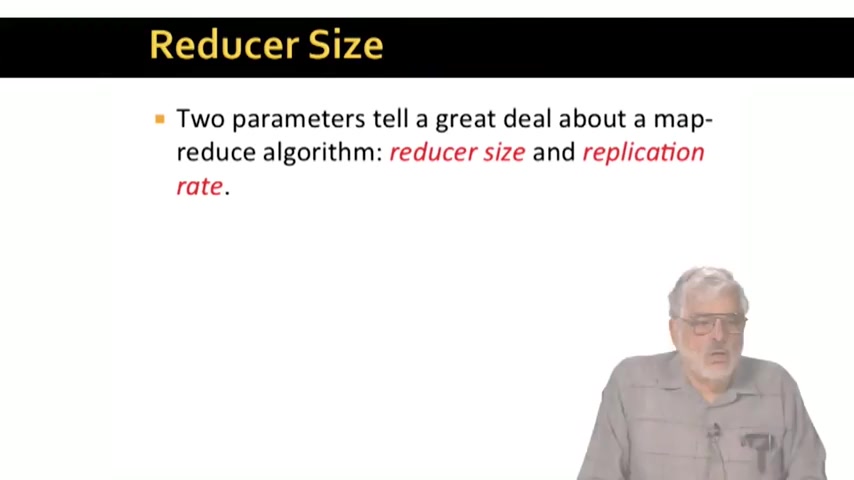 Reducer Size
Two parameters tell a great deal about a map-
reduce algorithm: reducer size and replication
rate.